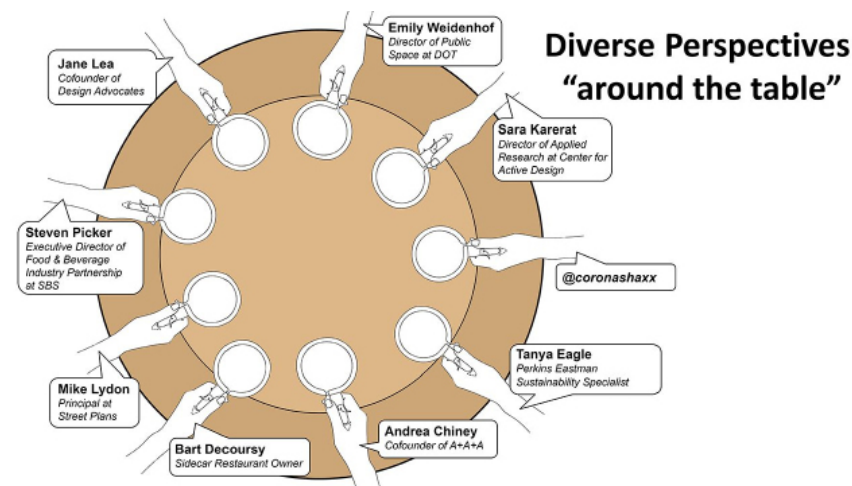 Diverse Perspectives
“around the table”
Emily Weidenhof
Director of Public
Space at DOT
Jane Lea
Cofounder of
Design Advocates
Sara Karerat
Director of Applied
Research at Center for
Active Design
Steven Picker
Executive Director of
Food & Beverage
Industry Partnership
at SBS
@coronashaxx
Mike Lydon
Principal at
Street Plans
Tanya Eagle
Perkins Eastman
Sustainability Specialist
Bart Decoursy
Sidecar Restaurant Owner
Andrea Chiney
Cofounder of A+A+A